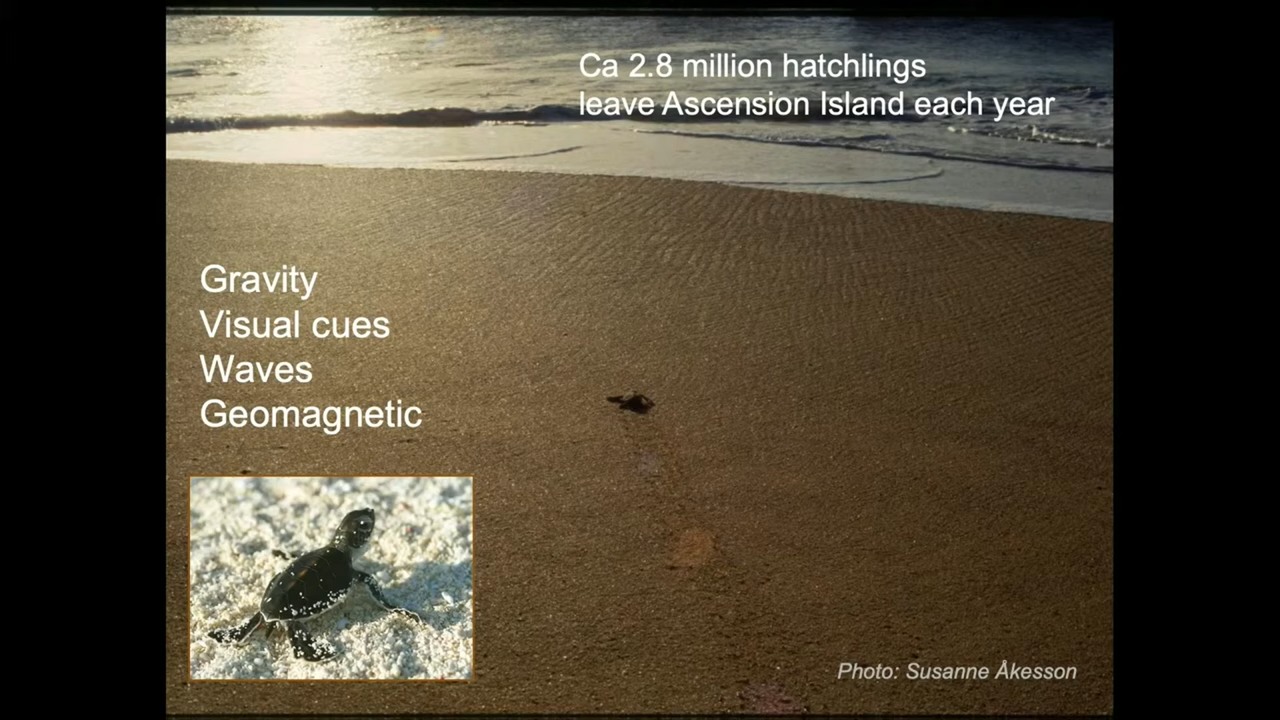 Ca 2.8 million hatchlings
leave Ascension Island each year
Gravity
Visual cues
Waves
Geomagnetic
Photo: Susanne Åkesson